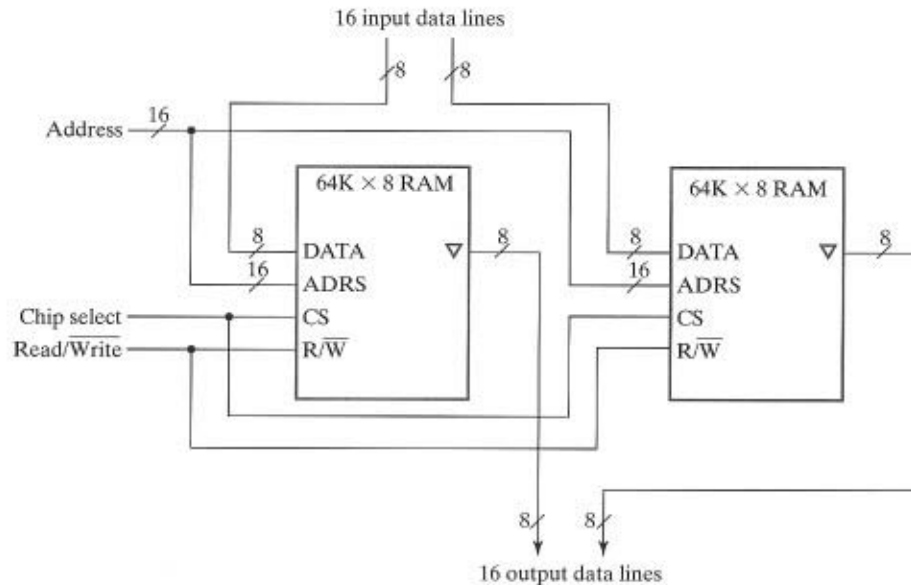 16 input data lines
8
8
16
Address
64K × 8 RAM
64K × 8 RAM
8
DATA
8
8
DATA
8
16
ADRS
16
ADRS
Chip select
CS
CS
Read/Write
R/W
R/W
8
8
16 output data lines